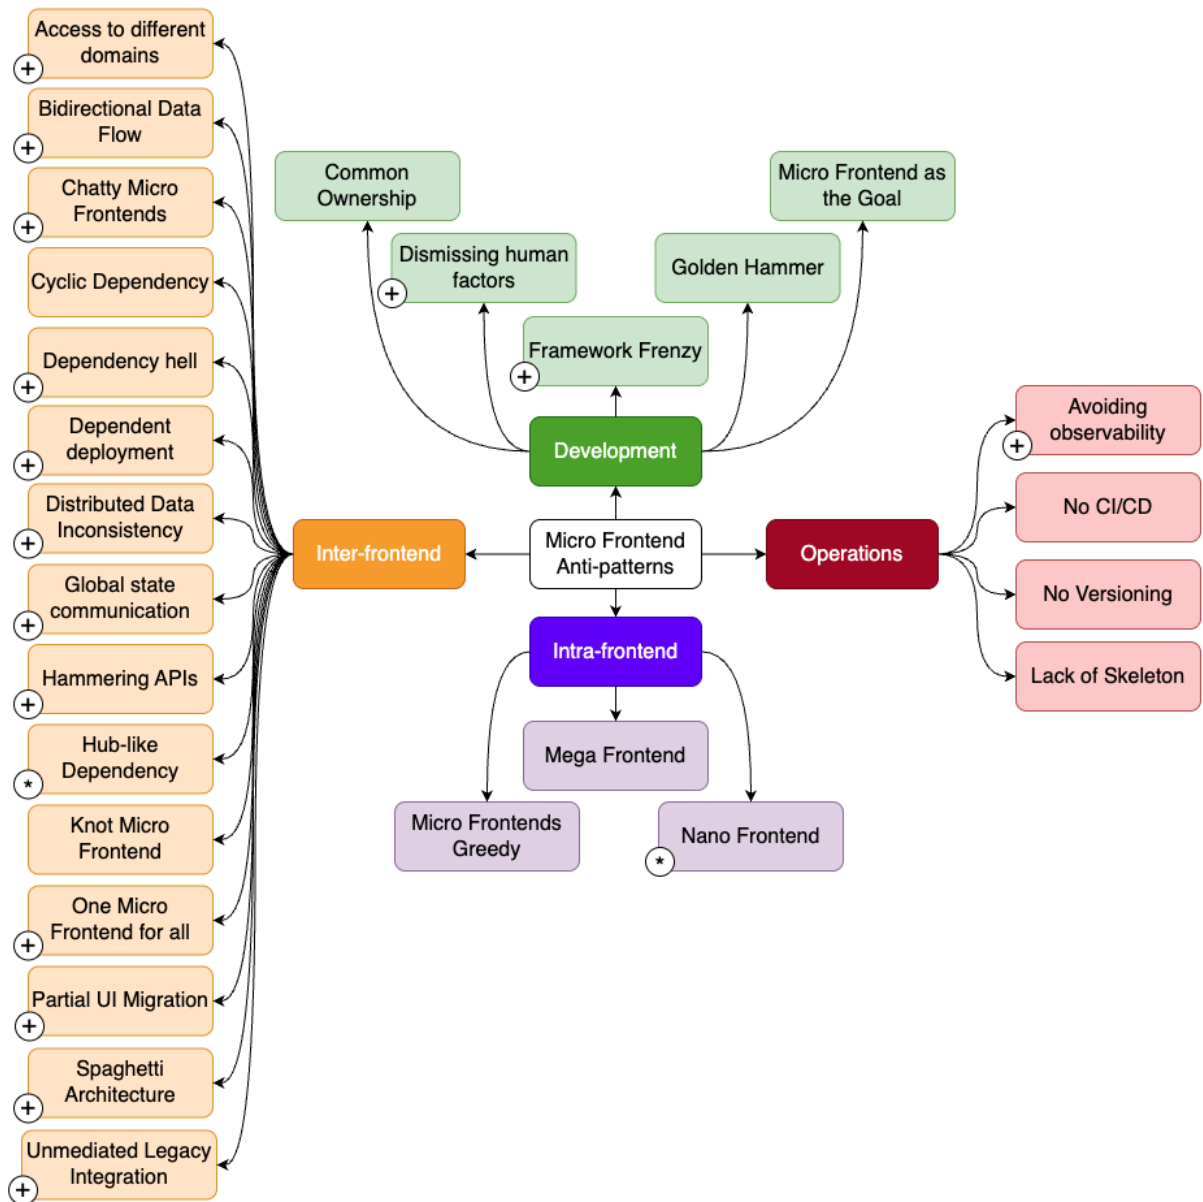 Access to different
domains
+
Bidirectional Data
Flow
+
Chatty Micro
Frontends
+
Cyclic Dependency
Dependency hell
+
Dependent
deployment
+
Distributed Data
Inconsistency
+
Global state
communication
+
Hammering APIs
+
Hub-like
Dependency
*
Knot Micro
Frontend
One Micro
Frontend for all
+
Partial UI Migration
+
Spaghetti
Architecture
+
Unmediated Legacy
Integration
+
Inter-frontend
Common
Ownership
Dismissing human
factors
+
Framework Frenzy
+
Golden Hammer
Micro Frontend as
the Goal
Development
Micro Frontend
Anti-patterns
Intra-frontend
Mega Frontend
Micro Frontends
Greedy
Nano Frontend
*
Operations
Avoiding
observability
+
No CI/CD
No Versioning
Lack of Skeleton